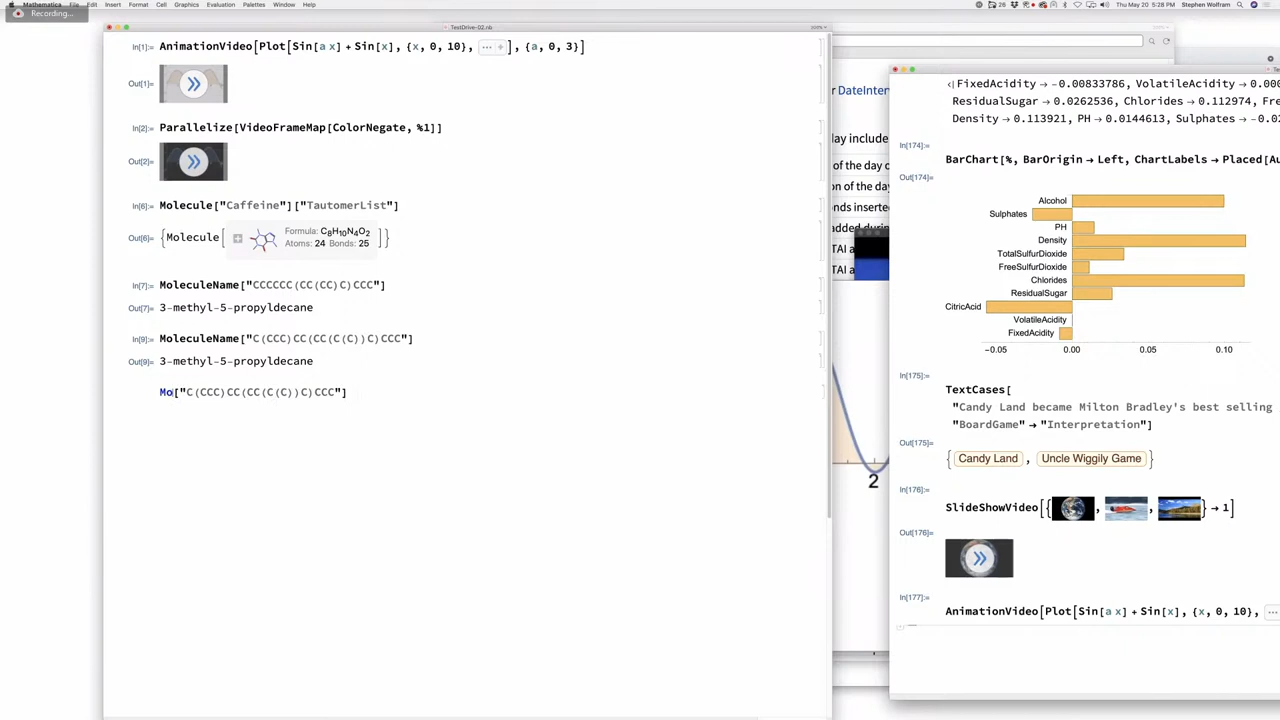 Mathematica File Edit Insert Format Cell Graphics Evaluation Palettes Window Help
26 Thu May 20 5:28 PM Stephen Wolfram
Recording...
TestDrive-02.nb
In[1]:= AnimationVideo[Plot[Sin[a x] + Sin[x], {x, 0, 10}, ... +], {a, 0, 3}]
Out[1]=
In[2]:= Parallelize[VideoFrameMap[ColorNegate, %1]]
Out[2]=
In[6]:= Molecule["Caffeine"]["TautomerList"]
Out[6]= {Molecule[ Formula: C8H10N4O2
Atoms: 24 Bonds: 25 ]}
In[7]:= MoleculeName["CCCCCC(CC(CC)C)CCC"]
Out[7]= 3-methyl-5-propyldecane
In[9]:= MoleculeName["C(CCC)CC(CC(C(C))C)CCC"]
Out[9]= 3-methyl-5-propyldecane
Mo["C(CCC)CC(CC(C(C))C)CCC"]
r DateInter
day include
of the day o
on of the day
nds inserte
added durin
TAI a
TAI a
2
<|FixedAcidity → -0.00833786, VolatileAcidity → 0.000
ResidualSugar → 0.0262536, Chlorides → 0.112974, Fre
Density → 0.113921, PH → 0.0144613, Sulphates → -0.02
In[174]:=
BarChart[%, BarOrigin → Left, ChartLabels → Placed[Au
Out[174]=
Alcohol
Sulphates
PH
Density
TotalSulfurDioxide
FreeSulfurDioxide
Chlorides
ResidualSugar
CitricAcid
VolatileAcidity
FixedAcidity
-0.05 0.00 0.05 0.10
In[175]:=
TextCases[
"Candy Land became Milton Bradley's best selling
"BoardGame" → "Interpretation"]
Out[175]=
{ Candy Land , Uncle Wiggily Game }
In[176]:=
SlideShowVideo[{ , , } → 1]
Out[176]=
In[177]:=
AnimationVideo[Plot[Sin[a x] + Sin[x], {x, 0, 10}, ...